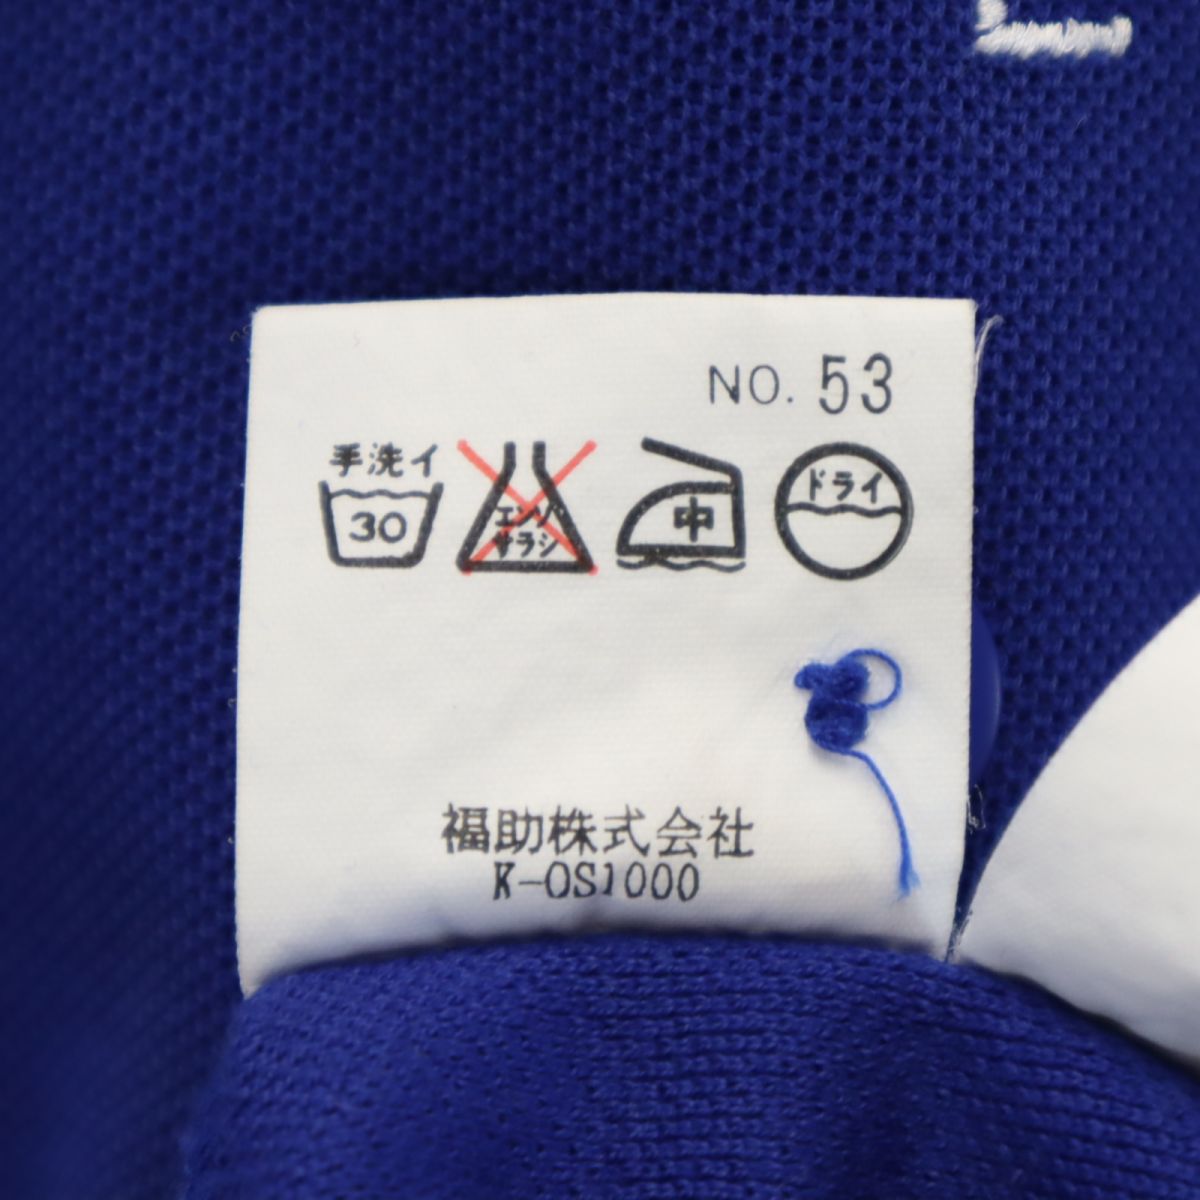 NO. 53
手洗イ
30
エンソ
サラシ
中
ドライ
福助株式会社
K-OS1000